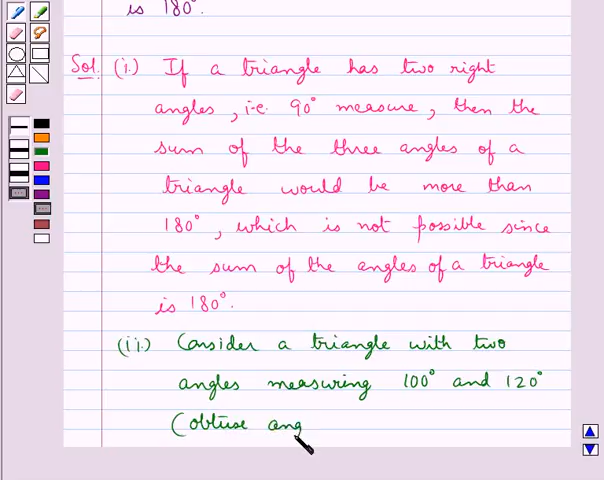 is 180°.
Sol. (i.) If a triangle has two right
angles, i.e. 90° measure, then the
sum of the three angles of a
triangle would be more than
180°, which is not possible since
the sum of the angles of a triangle
is 180°.
(ii.) Consider a triangle with two
angles measuring 100° and 120°
(obtuse ang